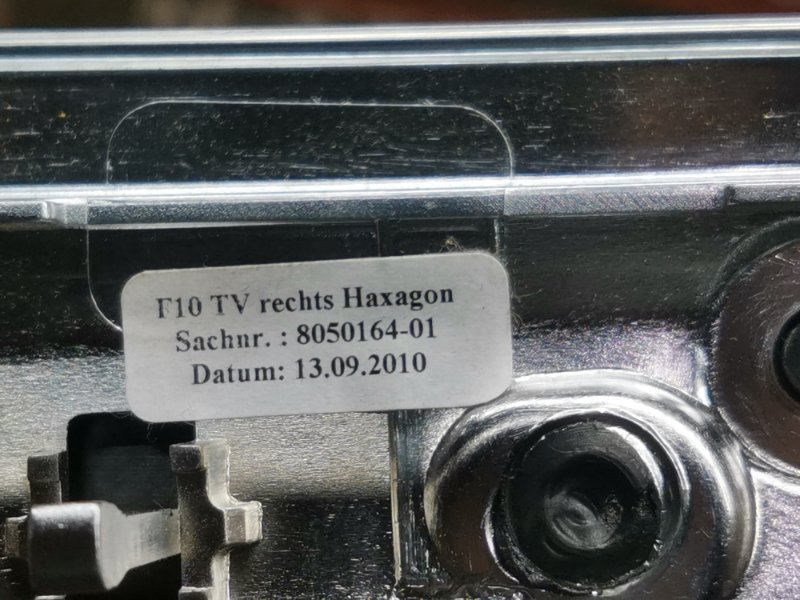 F10 TV rechts Haxagon
Sachnr. : 8050164-01
Datum: 13.09.2010